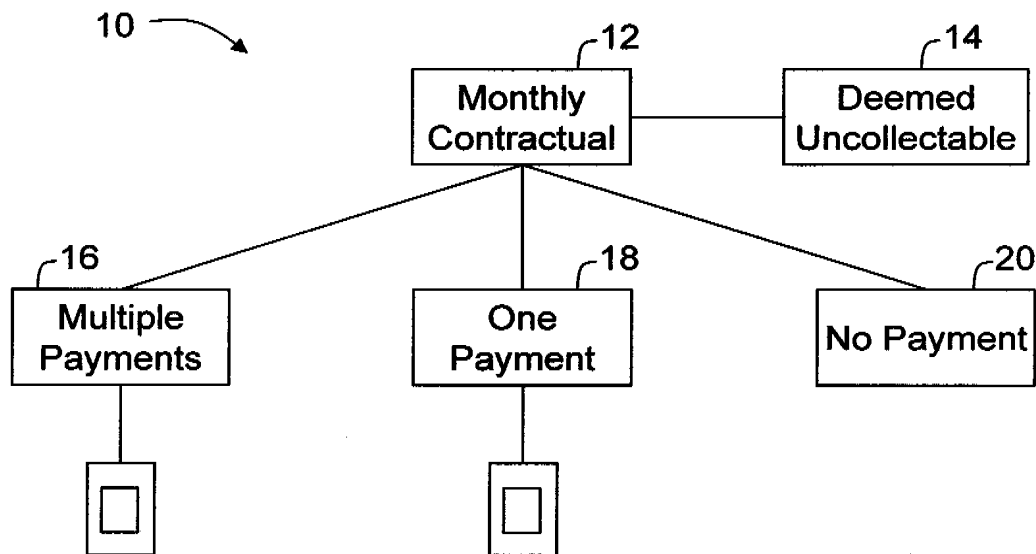 10
12
14
Monthly
Contractual
Deemed
Uncollectable
16
18
20
Multiple
Payments
One
Payment
No Payment